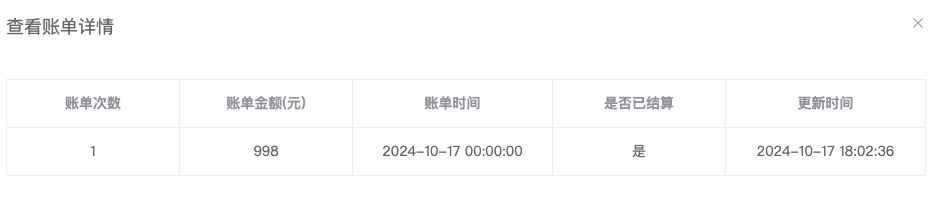 查看账单详情
账单次数 账单金额(元) 账单时间 是否已结算 更新时间
1 998 2024-10-17 00:00:00 是 2024-10-17 18:02:36